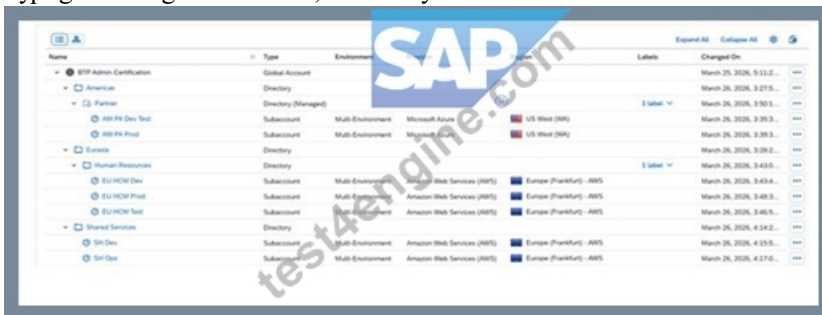 SAP
test4engine.com
Expand All Collapse All
Name Type Environment Region Labels Changed On
BTP Admin Certification Global Account March 25, 2026, 5:11:2...
Americas Directory March 26, 2026, 3:27:5...
Partner Directory (Managed) 1 label March 26, 2026, 3:50:1...
AM PA Dev Test Subaccount Multi-Environment Microsoft Azure US West (WA) March 26, 2026, 3:35:3...
AM PA Prod Subaccount Multi-Environment Microsoft Azure US West (WA) March 26, 2026, 3:39:3...
Eurasia Directory March 26, 2026, 3:28:2...
Human Resources Directory 1 label March 26, 2026, 3:43:0...
EU HCM Dev Subaccount Multi-Environment Amazon Web Services (AWS) Europe (Frankfurt) - AWS March 26, 2026, 3:43:4...
EU HCM Prod Subaccount Multi-Environment Amazon Web Services (AWS) Europe (Frankfurt) - AWS March 26, 2026, 3:48:3...
EU HCM Test Subaccount Multi-Environment Amazon Web Services (AWS) Europe (Frankfurt) - AWS March 26, 2026, 3:46:5...
Shared Services Directory March 26, 2026, 4:14:2...
SH Dev Subaccount Multi-Environment Amazon Web Services (AWS) Europe (Frankfurt) - AWS March 26, 2026, 4:15:5...
SH Ops Subaccount Multi-Environment Amazon Web Services (AWS) Europe (Frankfurt) - AWS March 26, 2026, 4:17:0...